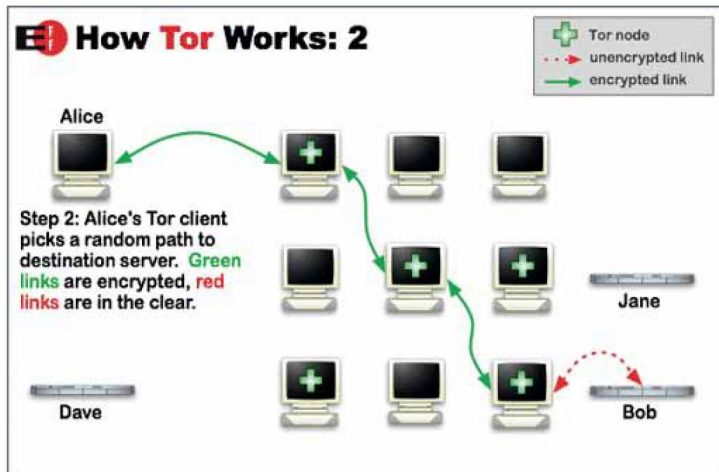 EFF How Tor Works: 2
Tor node
unencrypted link
encrypted link
Alice
Step 2: Alice's Tor client
picks a random path to
destination server. Green
links are encrypted, red
links are in the clear.
Jane
Dave
Bob